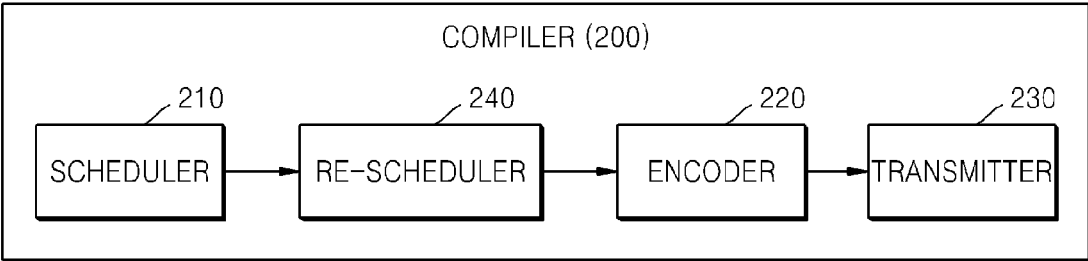 COMPILER (200)
210 240 220 230
SCHEDULER RE-SCHEDULER ENCODER TRANSMITTER